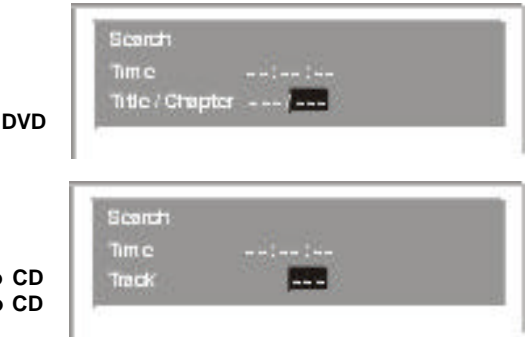 Search
Time --:--:--
Title / Chapter ---/---
DVD
Search
Time --:--:--
Track ---
CD
CD